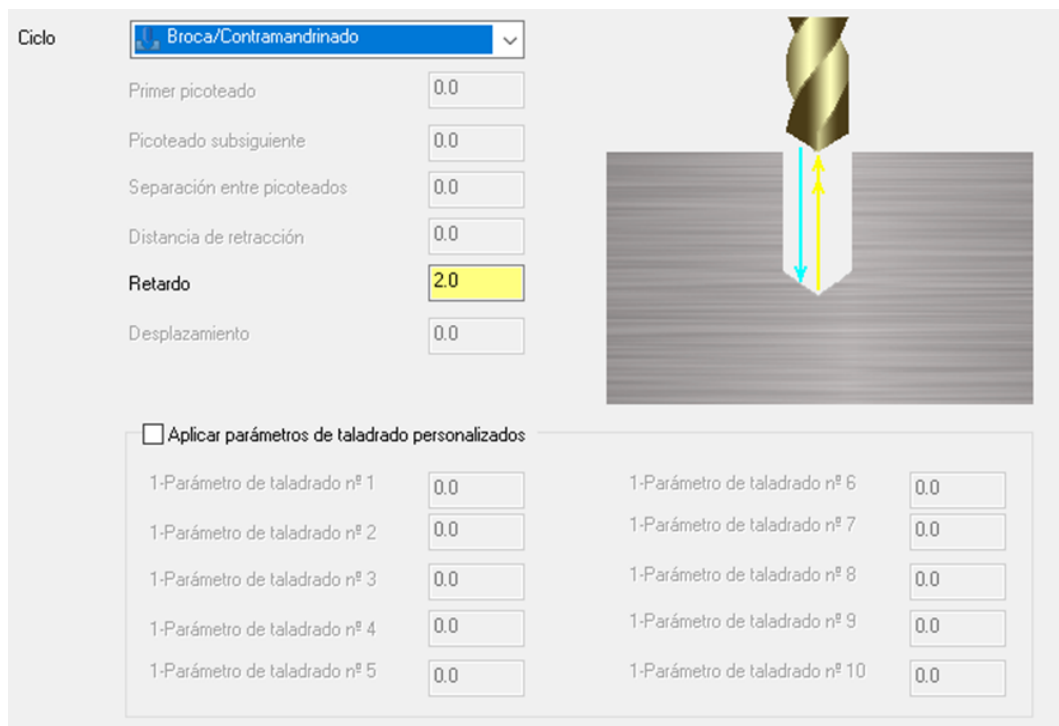 Ciclo Broca/Contramandrinado
Primer picoteado 0.0
Picoteado subsiguiente 0.0
Separación entre picoteados 0.0
Distancia de retracción 0.0
Retardo 2.0
Desplazamiento 0.0
Aplicar parámetros de taladrado personalizados
1-Parámetro de taladrado nº 1 0.0 1-Parámetro de taladrado nº 6 0.0
1-Parámetro de taladrado nº 2 0.0 1-Parámetro de taladrado nº 7 0.0
1-Parámetro de taladrado nº 3 0.0 1-Parámetro de taladrado nº 8 0.0
1-Parámetro de taladrado nº 4 0.0 1-Parámetro de taladrado nº 9 0.0
1-Parámetro de taladrado nº 5 0.0 1-Parámetro de taladrado nº 10 0.0